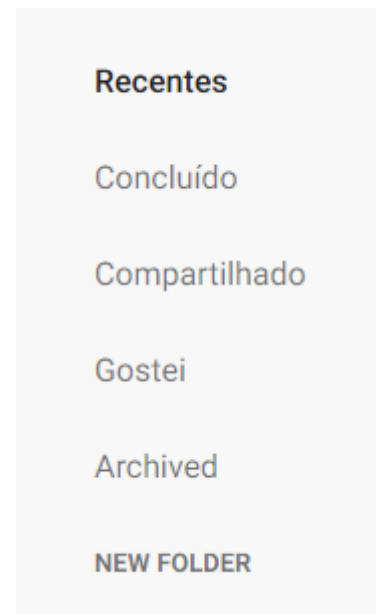 Recentes
Concluído
Compartilhado
Gostei
Archived
NEW FOLDER